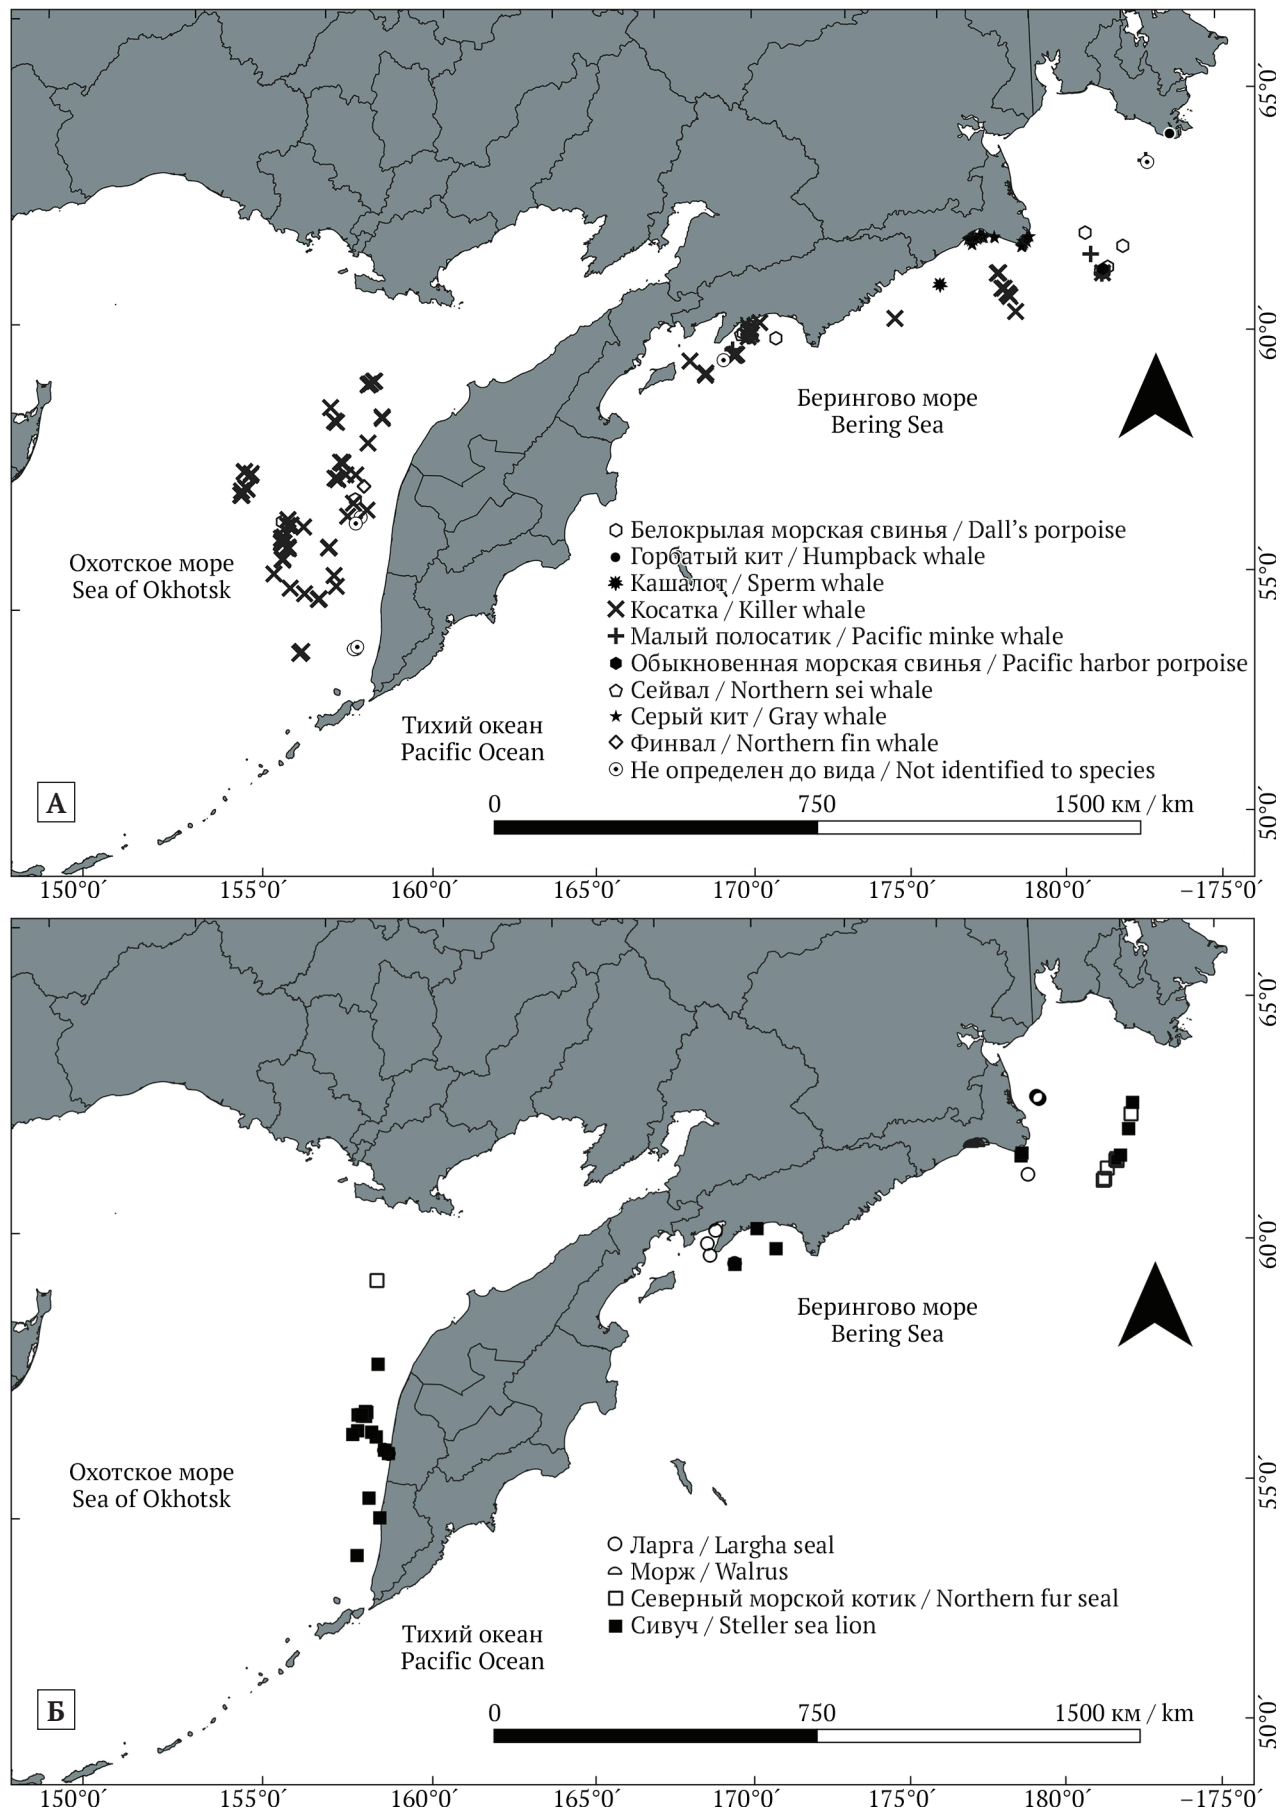 65°0′
60°0′
Берингово море
Bering Sea
Охотское море
Sea of Okhotsk
55°0′
Белокрылая морская свинья / Dall’s porpoise
Горбатый кит / Humpback whale
Кашалот / Sperm whale
Косатка / Killer whale
Малый полосатик / Pacific minke whale
Обыкновенная морская свинья / Pacific harbor porpoise
Сейвал / Northern sei whale
Серый кит / Gray whale
Финвал / Northern fin whale
Не определен до вида / Not identified to species
Тихий океан
Pacific Ocean
А
0 750 1500 км / km
50°0′
150°0′ 155°0′ 160°0′ 165°0′ 170°0′ 175°0′ 180°0′ −175°0′
65°0′
60°0′
Берингово море
Bering Sea
Охотское море
Sea of Okhotsk
55°0′
Ларга / Largha seal
Морж / Walrus
Северный морской котик / Northern fur seal
Сивуч / Steller sea lion
Тихий океан
Pacific Ocean
Б
0 750 1500 км / km
50°0′
150°0′ 155°0′ 160°0′ 165°0′ 170°0′ 175°0′ 180°0′ −175°0′